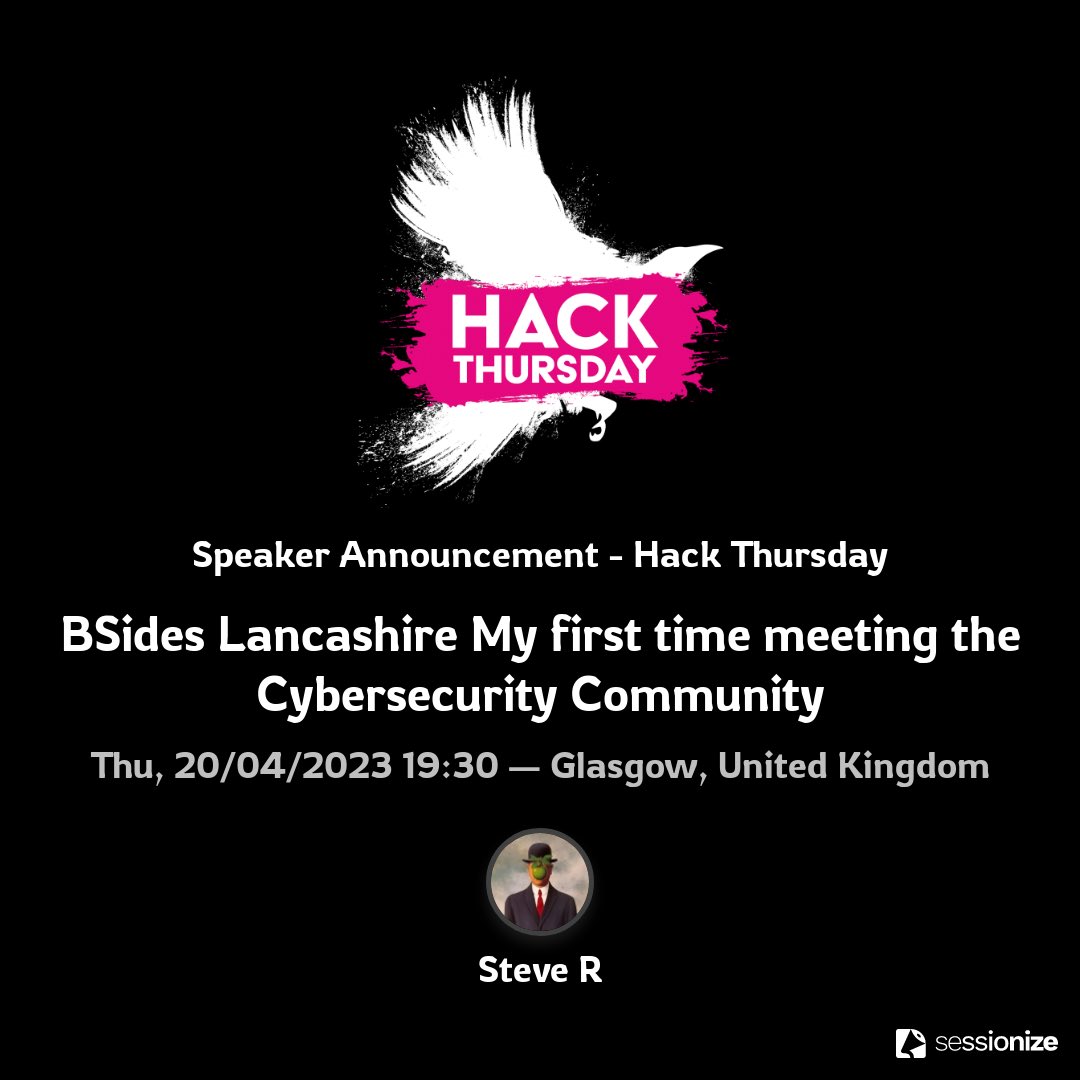 HACK
THURSDAY
Speaker Announcement - Hack Thursday
BSides Lancashire My first time meeting the
Cybersecurity Community
Thu, 20/04/2023 19:30 — Glasgow, United Kingdom
Steve R
sessionize